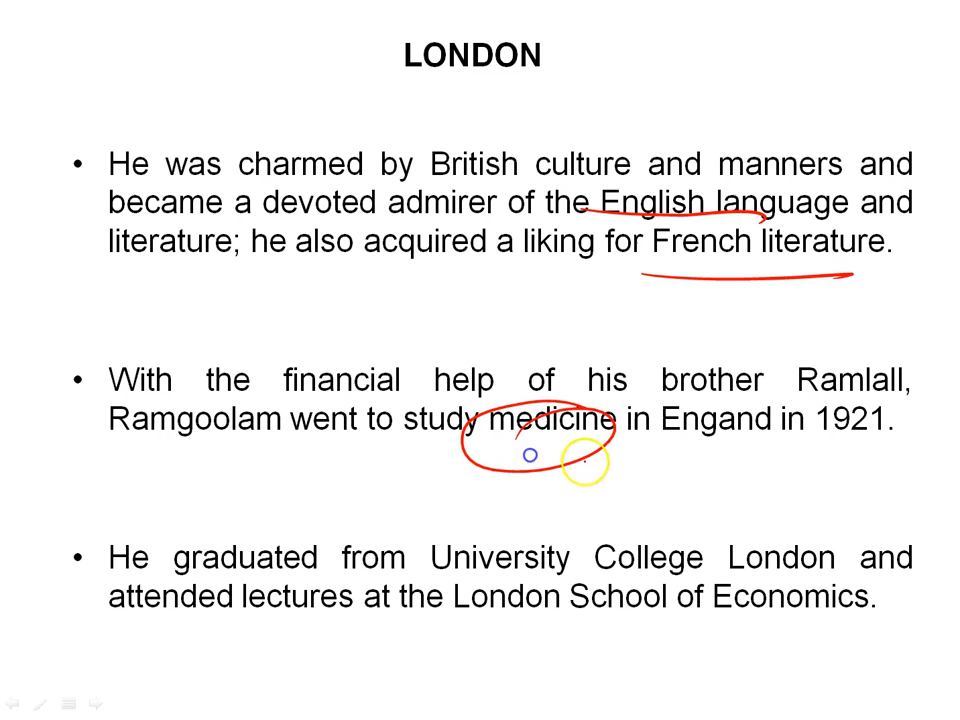 LONDON
• He was charmed by British culture and manners and
became a devoted admirer of the English language and
literature; he also acquired a liking for French literature.
• With the financial help of his brother Ramlall,
Ramgoolam went to study medicine in Engand in 1921.
• He graduated from University College London and
attended lectures at the London School of Economics.